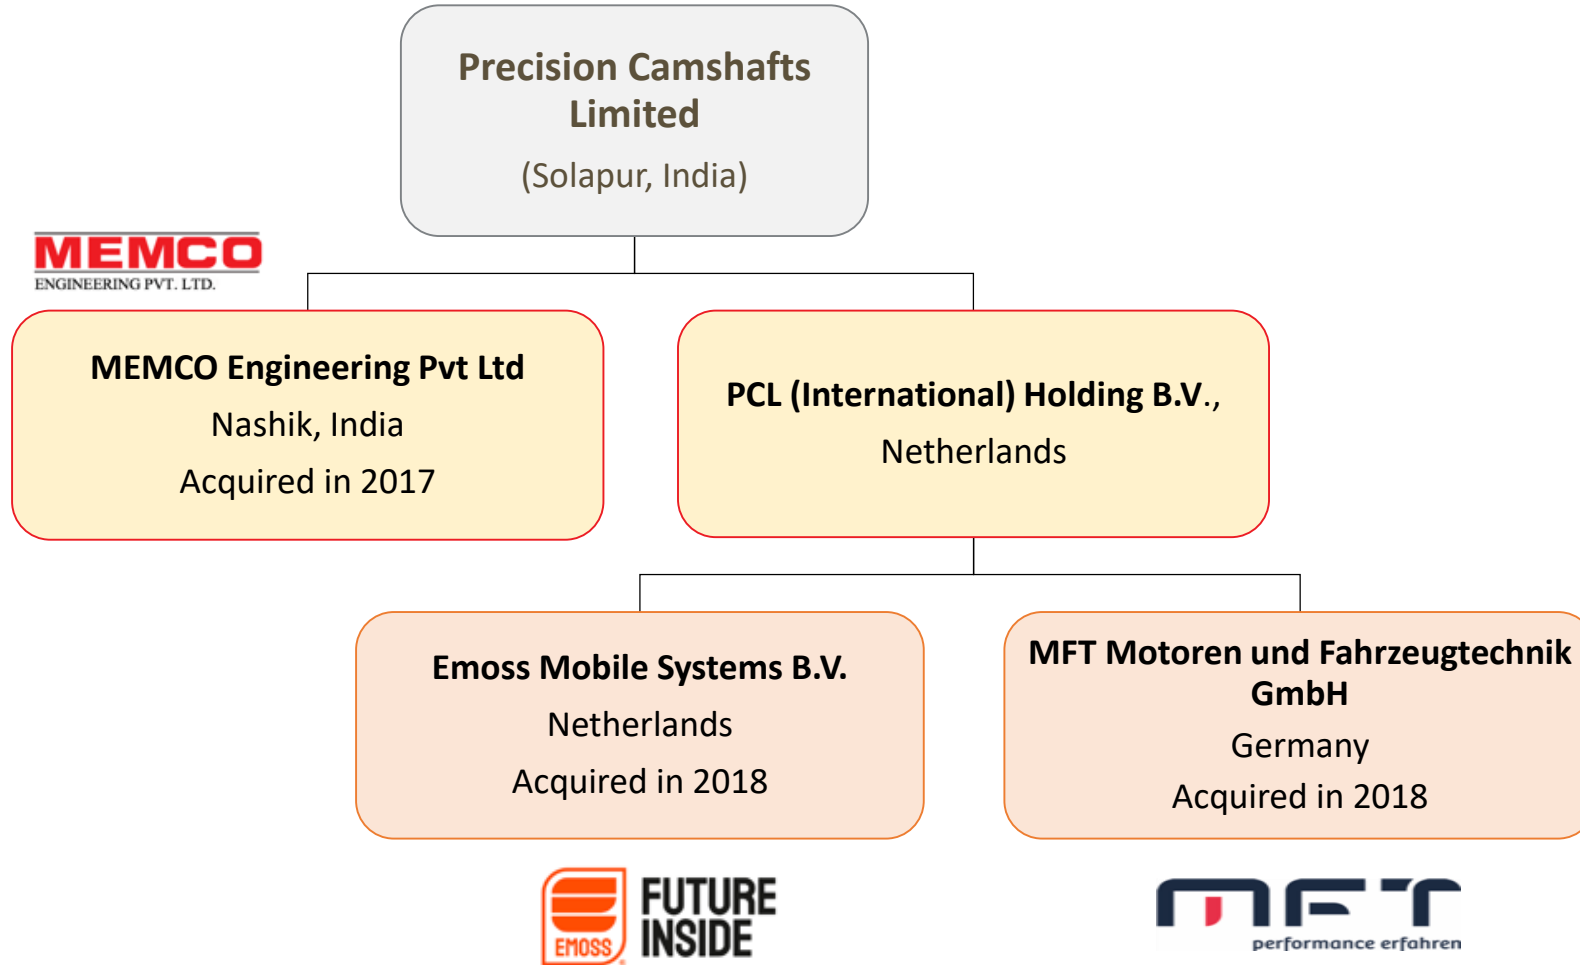 Precision Camshafts
Limited
(Solapur, India)
MEMCO
ENGINEERING PVT. LTD.
MEMCO Engineering Pvt Ltd
Nashik, India
Acquired in 2017
PCL (International) Holding B.V.,
Netherlands
Emoss Mobile Systems B.V.
Netherlands
Acquired in 2018
MFT Motoren und Fahrzeugtechnik
GmbH
Germany
Acquired in 2018
EMOSS
FUTURE
INSIDE
MFT
performance erfahren